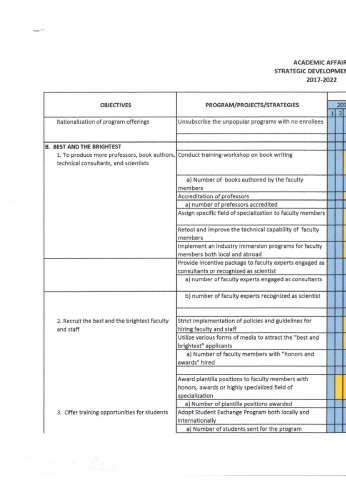 ACADEMIC AFFAIR
STRATEGIC DEVELOPMEN
2017-2022
OBJECTIVES
PROGRAM/PROJECTS/STRATEGIES
201
1 2
Rationalization of program offerings
Unsubscribe the unpopular programs with no enrollees
B. BEST AND THE BRIGHTEST
1. To produce more professors, book authors,
technical consultants, and scientists
Conduct training-workshop on book writing
a) Number of books authored by the faculty
members
Accreditation of professors
a) number of professors accredited
Assign specific field of specialization to faculty members
Retool and improve the technical capability of faculty
members
Implement an Industry Immersion programs for faculty
members both local and abroad
Provide incentive package to faculty experts engaged as
consultants or recognized as scientist
a) number of faculty experts engaged as consultants
b) number of faculty experts recognized as scientist
2. Recruit the best and the brightest faculty
and staff
Strict implementation of policies and guidelines for
hiring faculty and staff
Utilize various forms of media to attract the "best and
brightest" applicants
a) Number of faculty members with "honors and
awards" hired
Award plantilla positions to faculty members with
honors, awards or highly specialized field of
specialization
a) Number of plantilla positions awarded
3. Offer training opportunities for students
Adopt Student Exchange Program both locally and
internationally
a) Number of students sent for the program